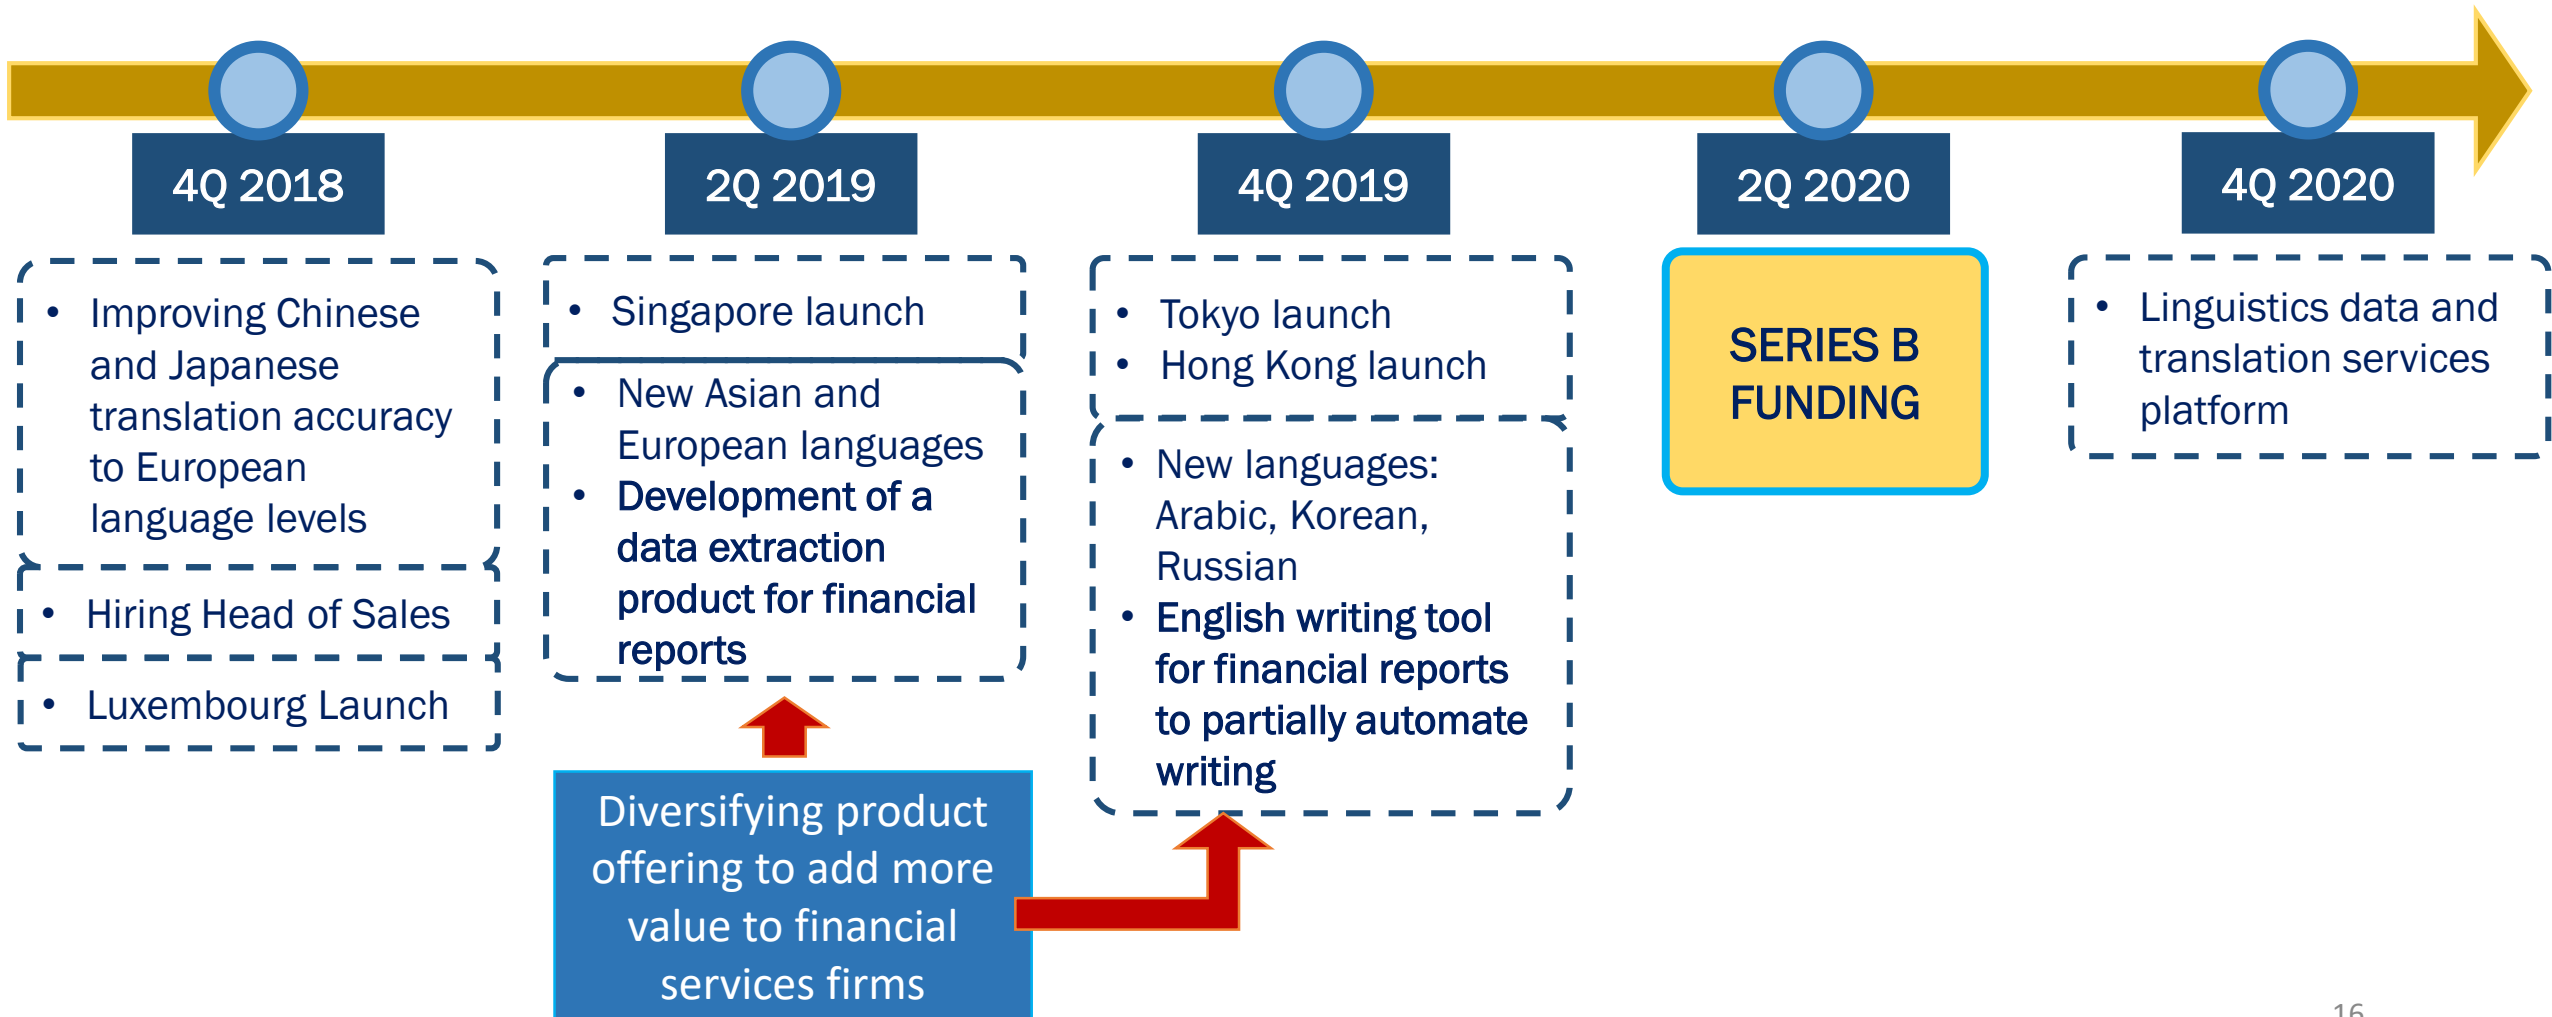 4Q 2018
2Q 2019
4Q 2019
2Q 2020
4Q 2020
• Improving Chinese
and Japanese
translation accuracy
to European
language levels
• Hiring Head of Sales
• Luxembourg Launch
• Singapore launch
• New Asian and
European languages
• Development of a
data extraction
product for financial
reports
Diversifying product
offering to add more
value to financial
services firms
• Tokyo launch
• Hong Kong launch
• New languages:
Arabic, Korean,
Russian
• English writing tool
for financial reports
to partially automate
writing
SERIES B
FUNDING
• Linguistics data and
translation services
platform
16